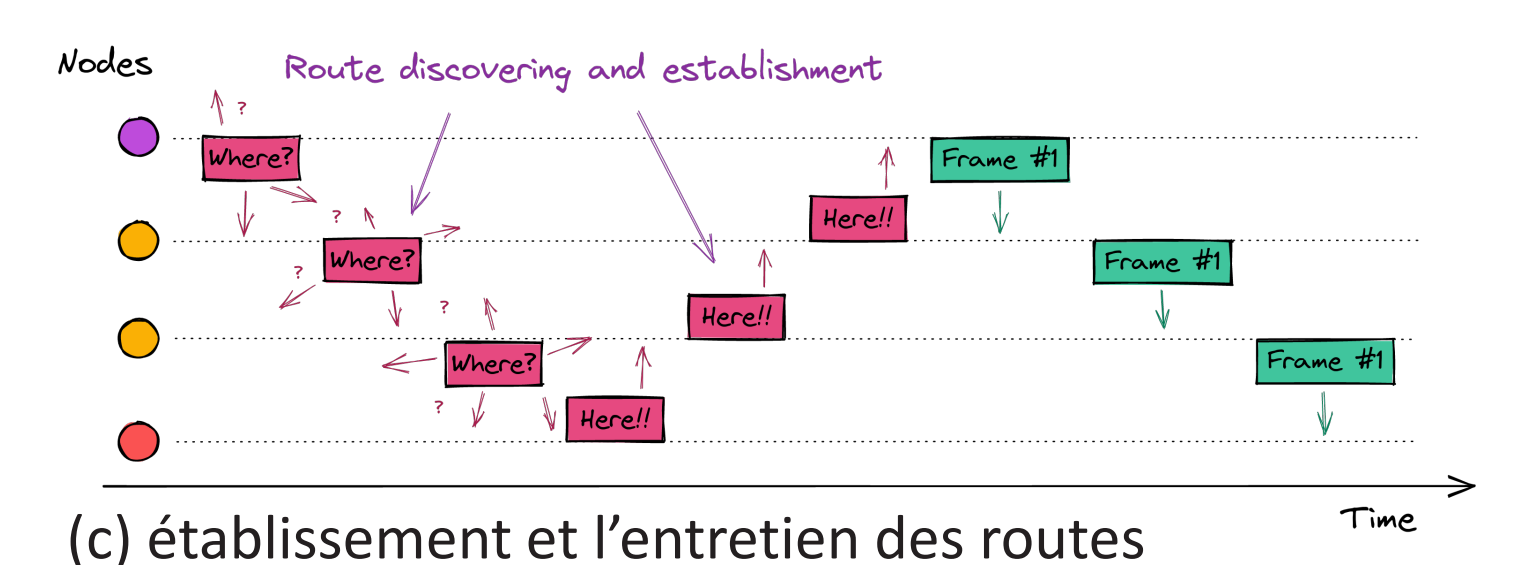 Nodes
Route discovering and establishment
?
Where?
Frame #1
Here!!
?
Where?
Frame #1
?
Here!!
?
Where?
Frame #1
?
Here!!
Time
(c) établissement et l’entretien des routes